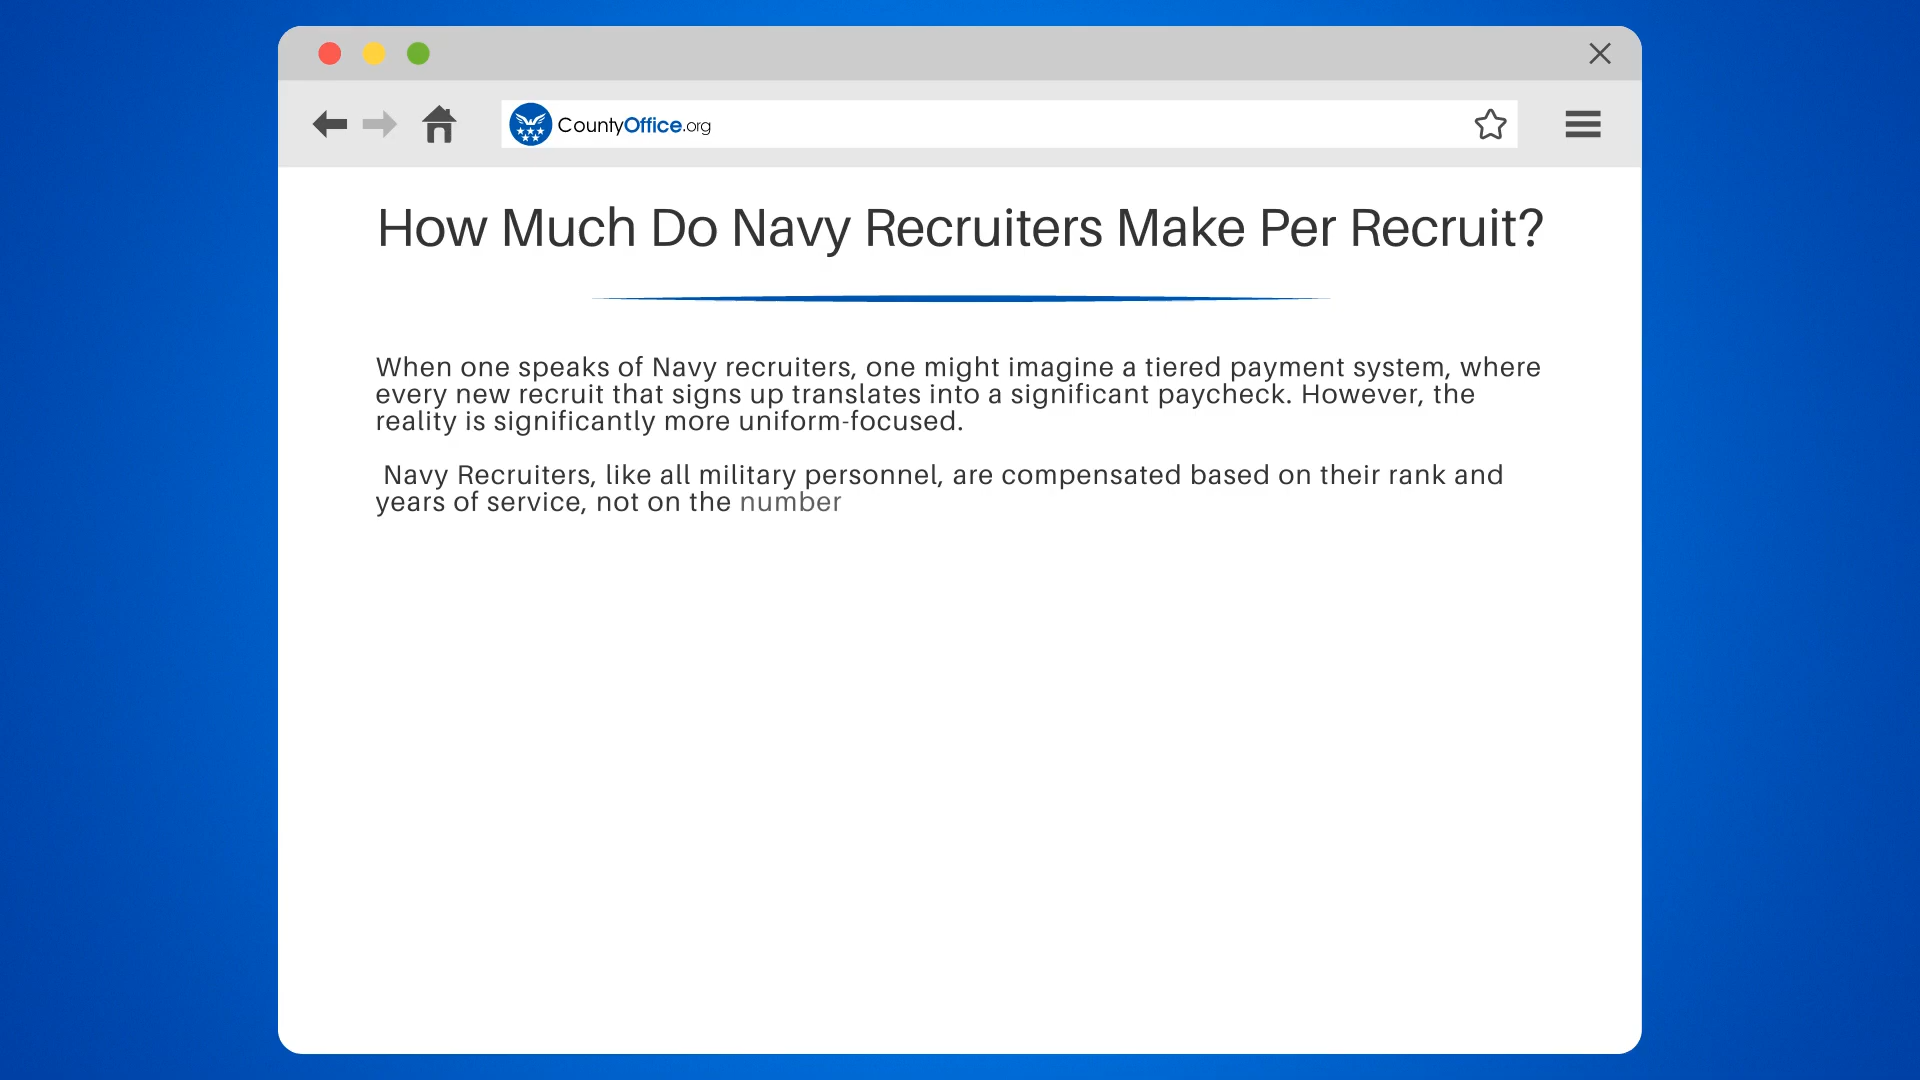 CountyOffice.org
How Much Do Navy Recruiters Make Per Recruit?
When one speaks of Navy recruiters, one might imagine a tiered payment system, where
every new recruit that signs up translates into a significant paycheck. However, the
reality is significantly more uniform-focused.
Navy Recruiters, like all military personnel, are compensated based on their rank and
years of service, not on the number